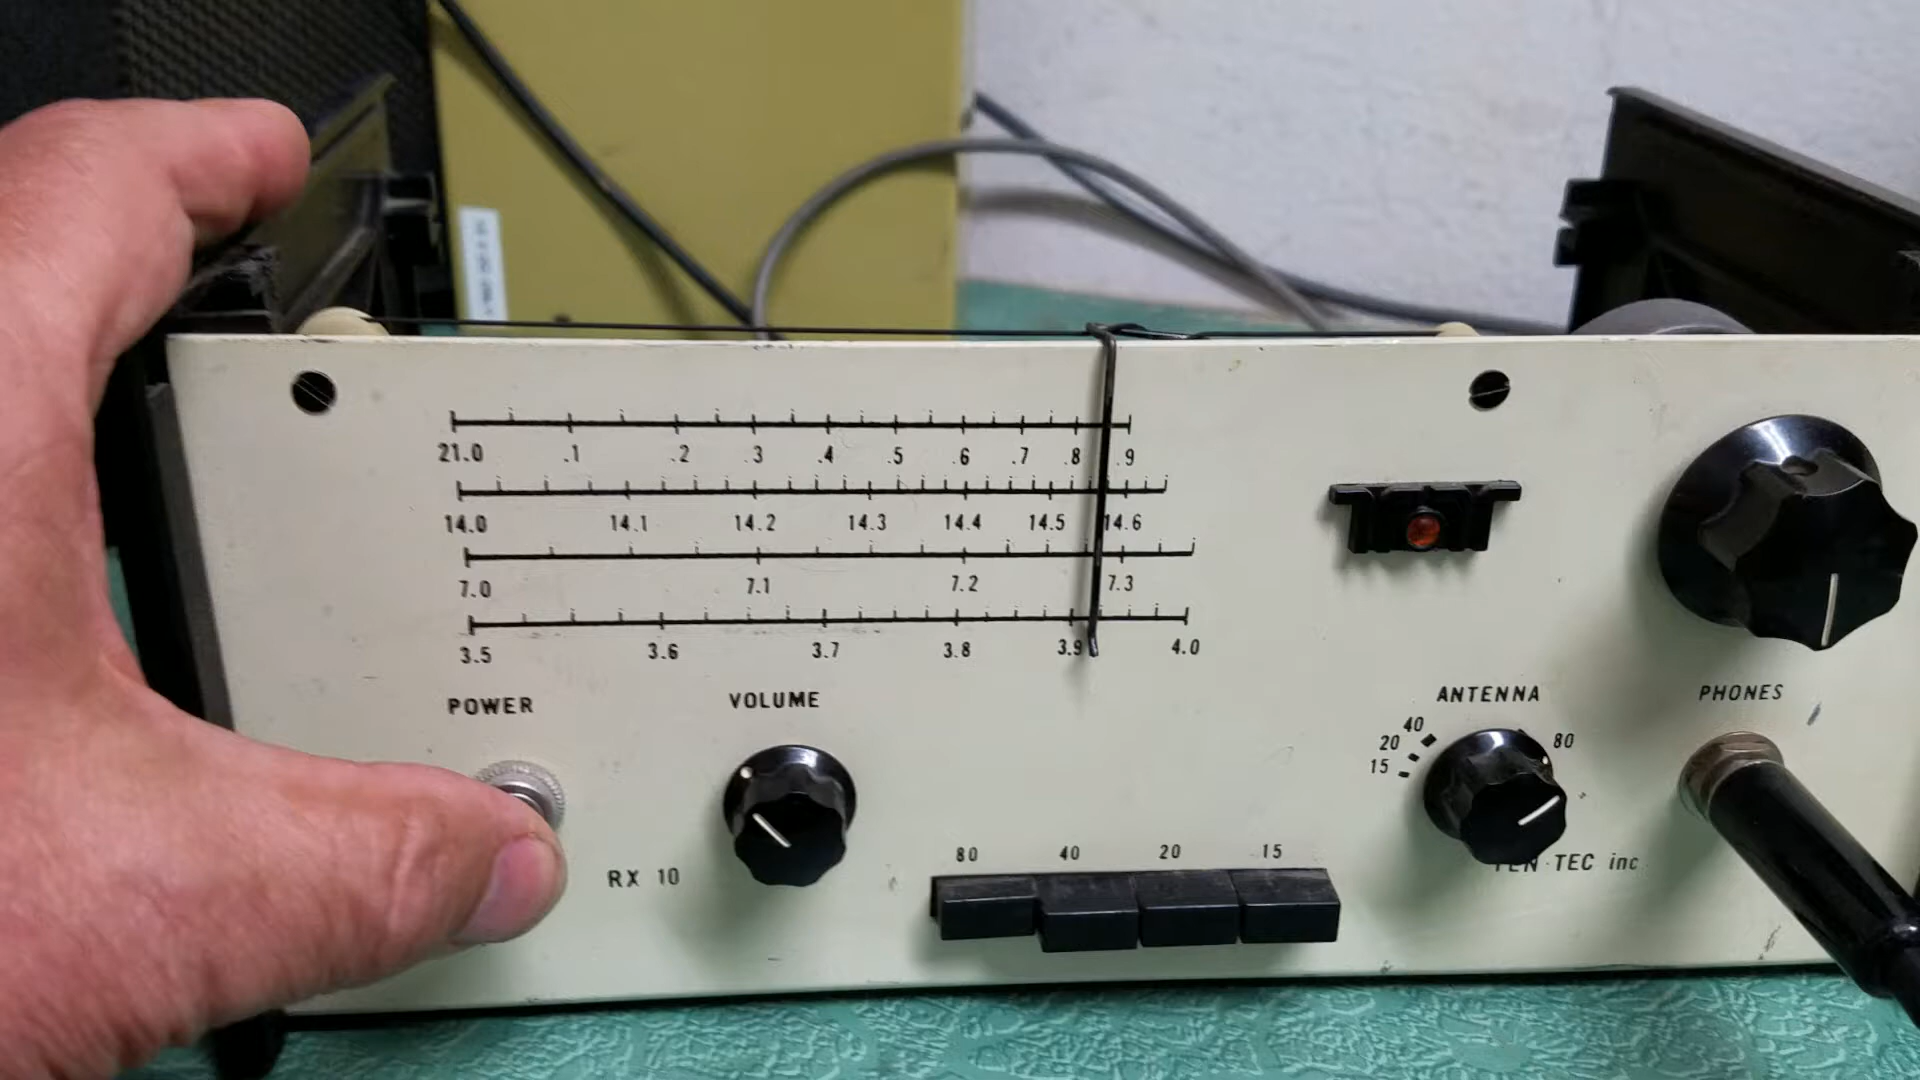 21.0 .1 .2 .3 .4 .5 .6 .7 .8 .9
14.0 14.1 14.2 14.3 14.4 14.5 14.6
7.0 7.1 7.2 7.3
3.5 3.6 3.7 3.8 3.9 4.0
POWER VOLUME ANTENNA PHONES
40
20 80
15
80 40 20 15
RX 10
TEN-TEC inc